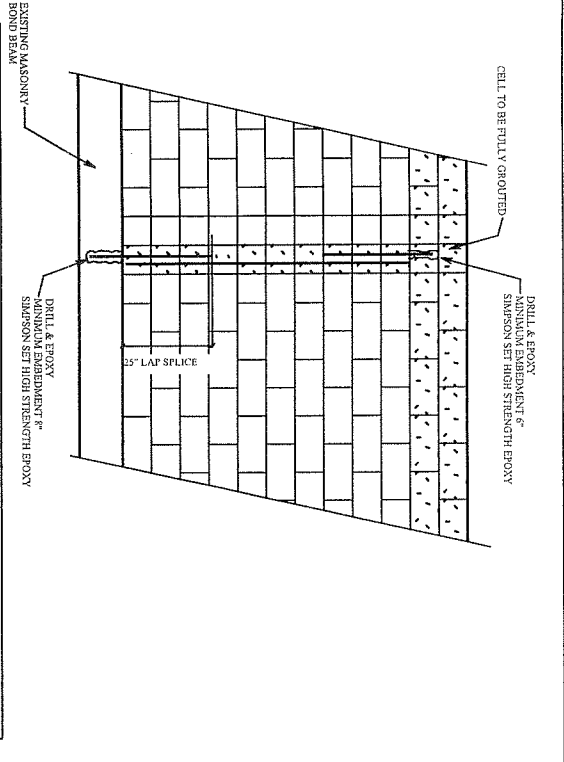 CELL TO BE FULLY GROUTED
DRILL & EPOXY
MINIMUM EMBEDMENT 6"
SIMPSON SET HIGH STRENGTH EPOXY
25" LAP SPLICE
EXISTING MASONRY
BOND BEAM
DRILL & EPOXY
MINIMUM EMBEDMENT 8"
SIMPSON SET HIGH STRENGTH EPOXY